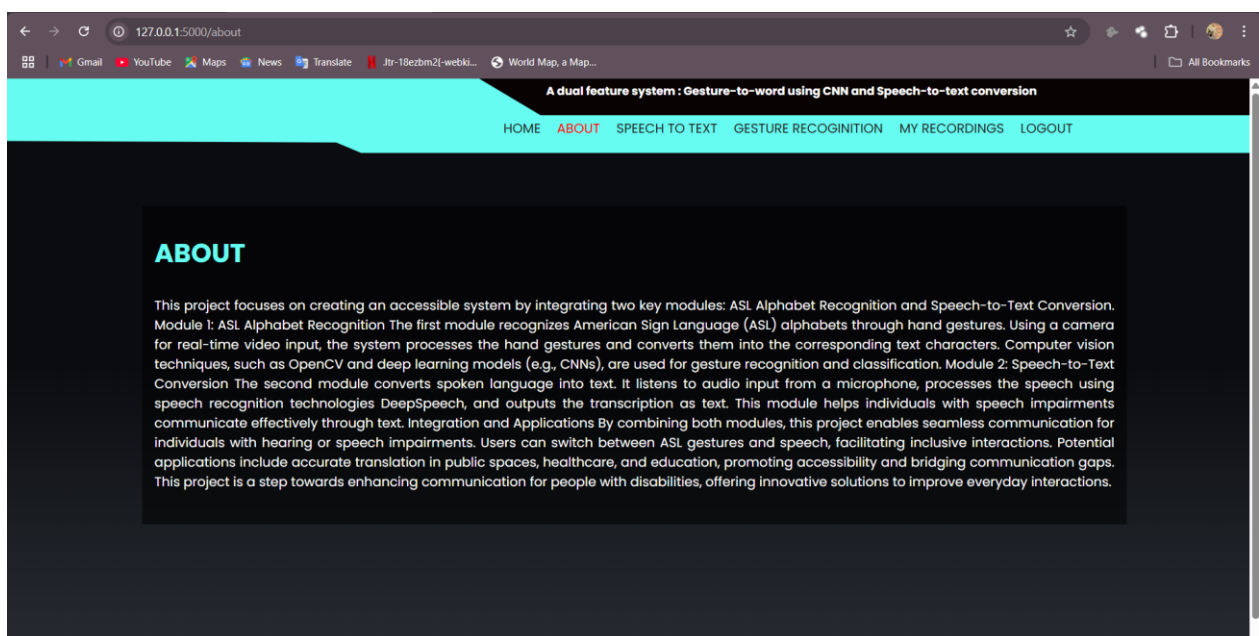 127.0.0.1:5000/about
Gmail YouTube Maps News Translate .ltr-18ezbm2{-webki... World Map, a Map... All Bookmarks
A dual feature system : Gesture-to-word using CNN and Speech-to-text conversion
HOME ABOUT SPEECH TO TEXT GESTURE RECOGINITION MY RECORDINGS LOGOUT
ABOUT
This project focuses on creating an accessible system by integrating two key modules: ASL Alphabet Recognition and Speech-to-Text Conversion.
Module 1: ASL Alphabet Recognition The first module recognizes American Sign Language (ASL) alphabets through hand gestures. Using a camera
for real-time video input, the system processes the hand gestures and converts them into the corresponding text characters. Computer vision
techniques, such as OpenCV and deep learning models (e.g., CNNs), are used for gesture recognition and classification. Module 2: Speech-to-Text
Conversion The second module converts spoken language into text. It listens to audio input from a microphone, processes the speech using
speech recognition technologies DeepSpeech, and outputs the transcription as text. This module helps individuals with speech impairments
communicate effectively through text. Integration and Applications By combining both modules, this project enables seamless communication for
individuals with hearing or speech impairments. Users can switch between ASL gestures and speech, facilitating inclusive interactions. Potential
applications include accurate translation in public spaces, healthcare, and education, promoting accessibility and bridging communication gaps.
This project is a step towards enhancing communication for people with disabilities, offering innovative solutions to improve everyday interactions.